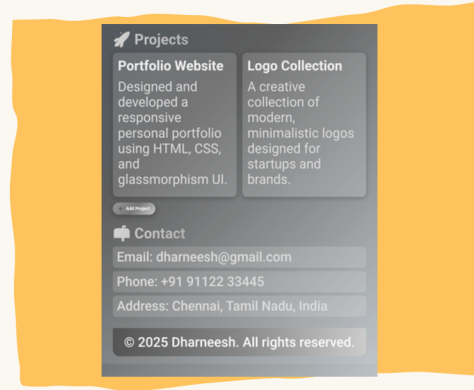 Projects
Portfolio Website
Designed and
developed a
responsive
personal portfolio
using HTML, CSS,
and
glassmorphism UI.
Logo Collection
A creative
collection of
modern,
minimalistic logos
designed for
startups and
brands.
Add Project
Contact
Email: dharneesh@gmail.com
Phone: +91 91122 33445
Address: Chennai, Tamil Nadu, India
© 2025 Dharneesh. All rights reserved.